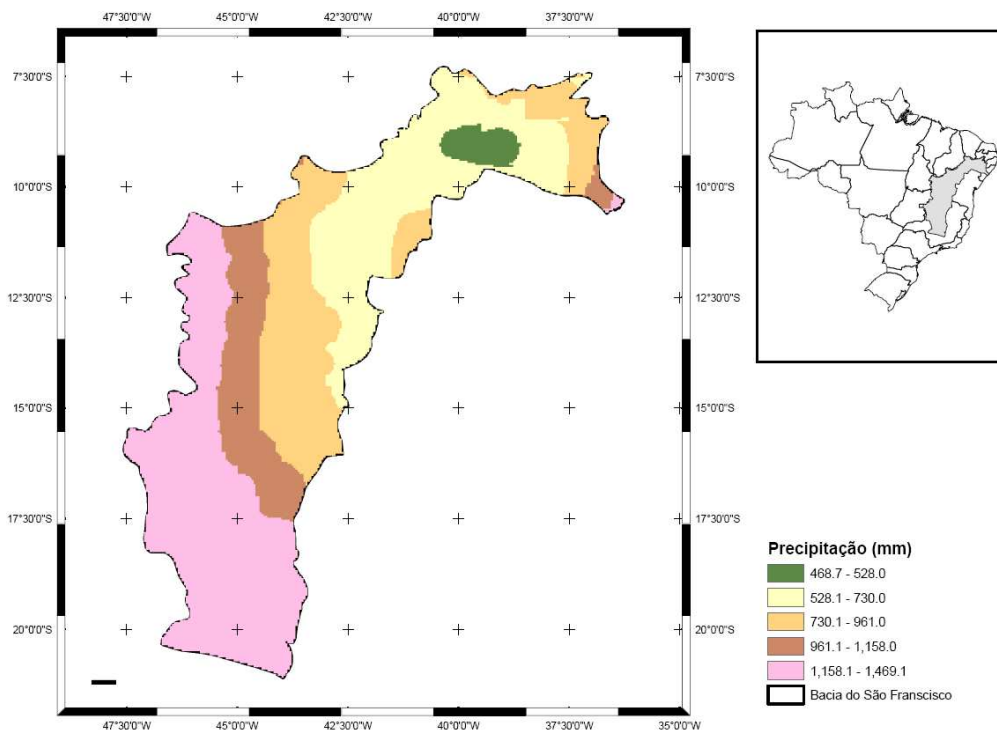 47°30'0"W 45°0'0"W 42°30'0"W 40°0'0"W 37°30'0"W
7°30'0"S 7°30'0"S
10°0'0"S 10°0'0"S
12°30'0"S 12°30'0"S
15°0'0"S 15°0'0"S
17°30'0"S 17°30'0"S
20°0'0"S 20°0'0"S
47°30'0"W 45°0'0"W 42°30'0"W 40°0'0"W 37°30'0"W 35°0'0"W
Precipitação (mm)
468.7 - 528.0
528.1 - 730.0
730.1 - 961.0
961.1 - 1,158.0
1,158.1 - 1,469.1
Bacia do São Franscisco